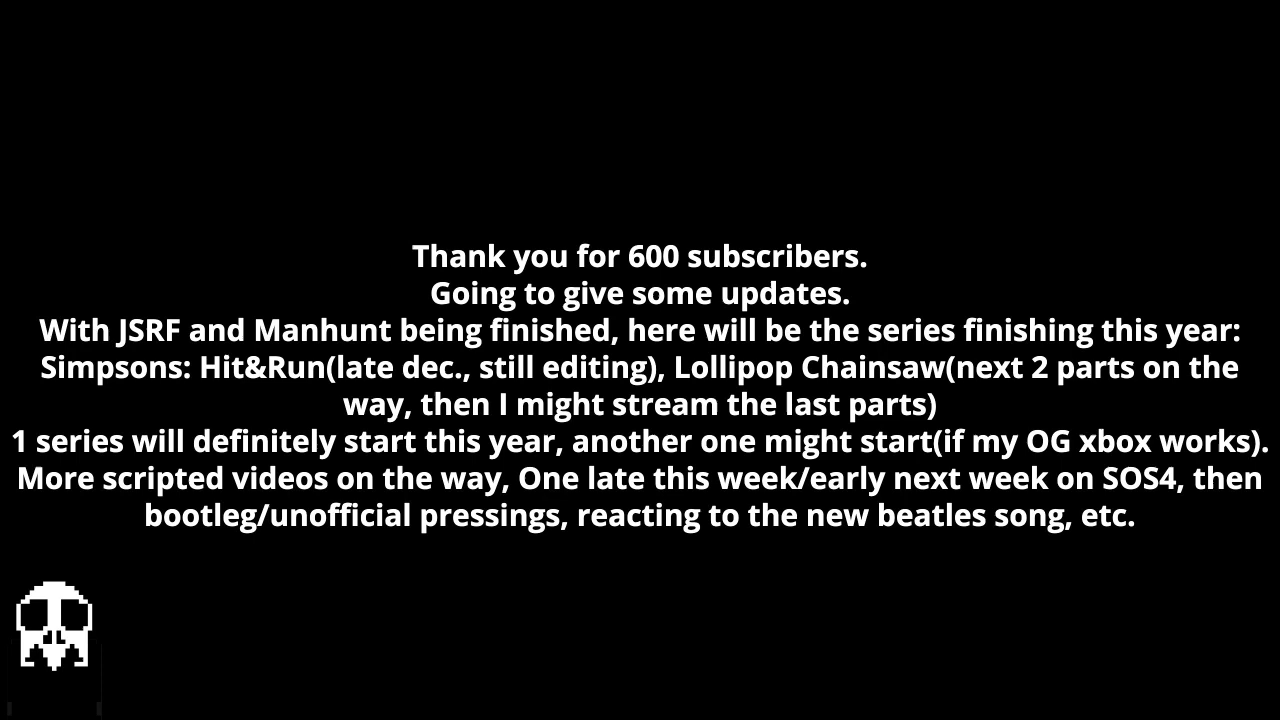 Thank you for 600 subscribers.
Going to give some updates.
With JSRF and Manhunt being finished, here will be the series finishing this year:
Simpsons: Hit&Run(late dec., still editing), Lollipop Chainsaw(next 2 parts on the
way, then I might stream the last parts)
1 series will definitely start this year, another one might start(if my OG xbox works).
More scripted videos on the way, One late this week/early next week on SOS4, then
bootleg/unofficial pressings, reacting to the new beatles song, etc.